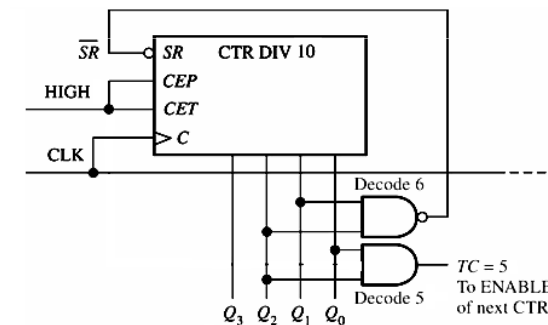 SR SR CTR DIV 10
CEP
HIGH
CET
C
CLK
Decode 6
TC = 5
To ENABLE
of next CTR
Decode 5
Q3 Q2 Q1 Q0